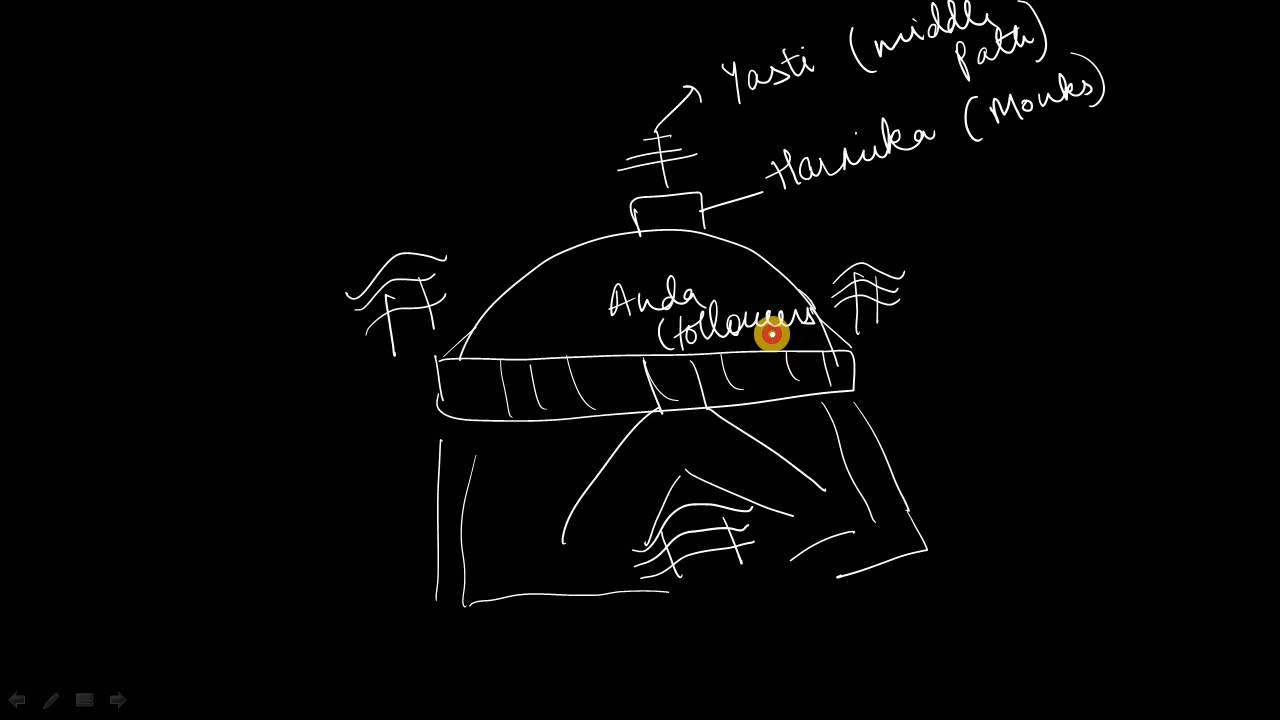 Yasti (middle
Path)
Harmika (Monks)
Anda
(followers